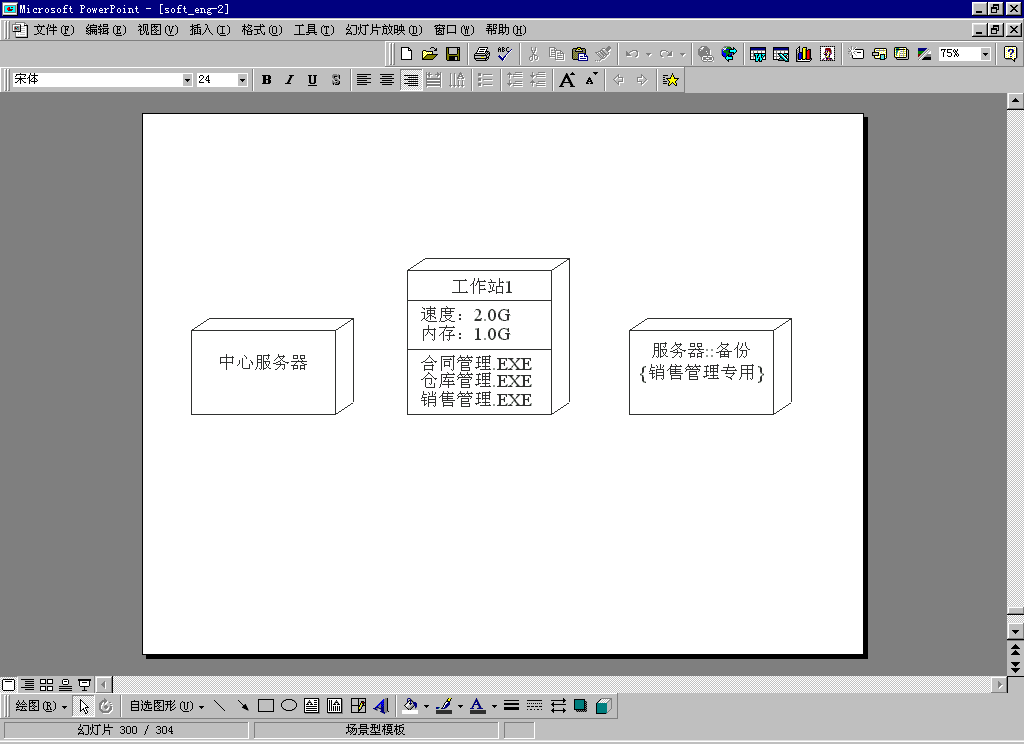 Microsoft PowerPoint - [soft_eng-2]
文件(F) 编辑(E) 视图(V) 插入(I) 格式(O) 工具(T) 幻灯片放映(D) 窗口(W) 帮助(H)
75%
宋体 24 B I U S A A
工作站1
速度：2.0G
内存：1.0G
合同管理.EXE
仓库管理.EXE
销售管理.EXE
中心服务器
服务器::备份
{销售管理专用}
绘图(R) 自选图形(U)
幻灯片 300 / 304 场景型模板